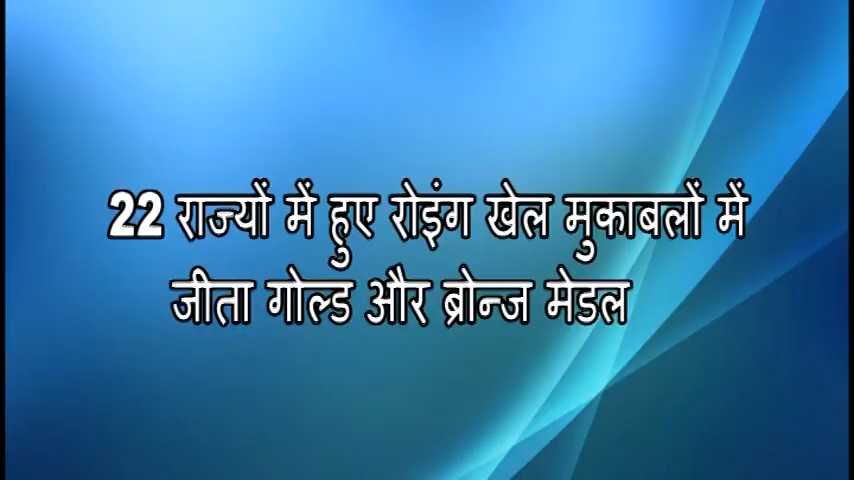 22 राज्यों में हुए रोइंग खेल मुकाबलों में
जीता गोल्ड और ब्रोन्ज मेडल